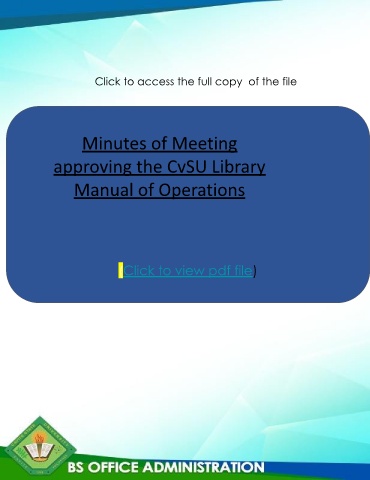 Click to access the full copy of the file
Minutes of Meeting
approving the CvSU Library
Manual of Operations
Click to view pdf file)
BS OFFICE ADMINISTRATION